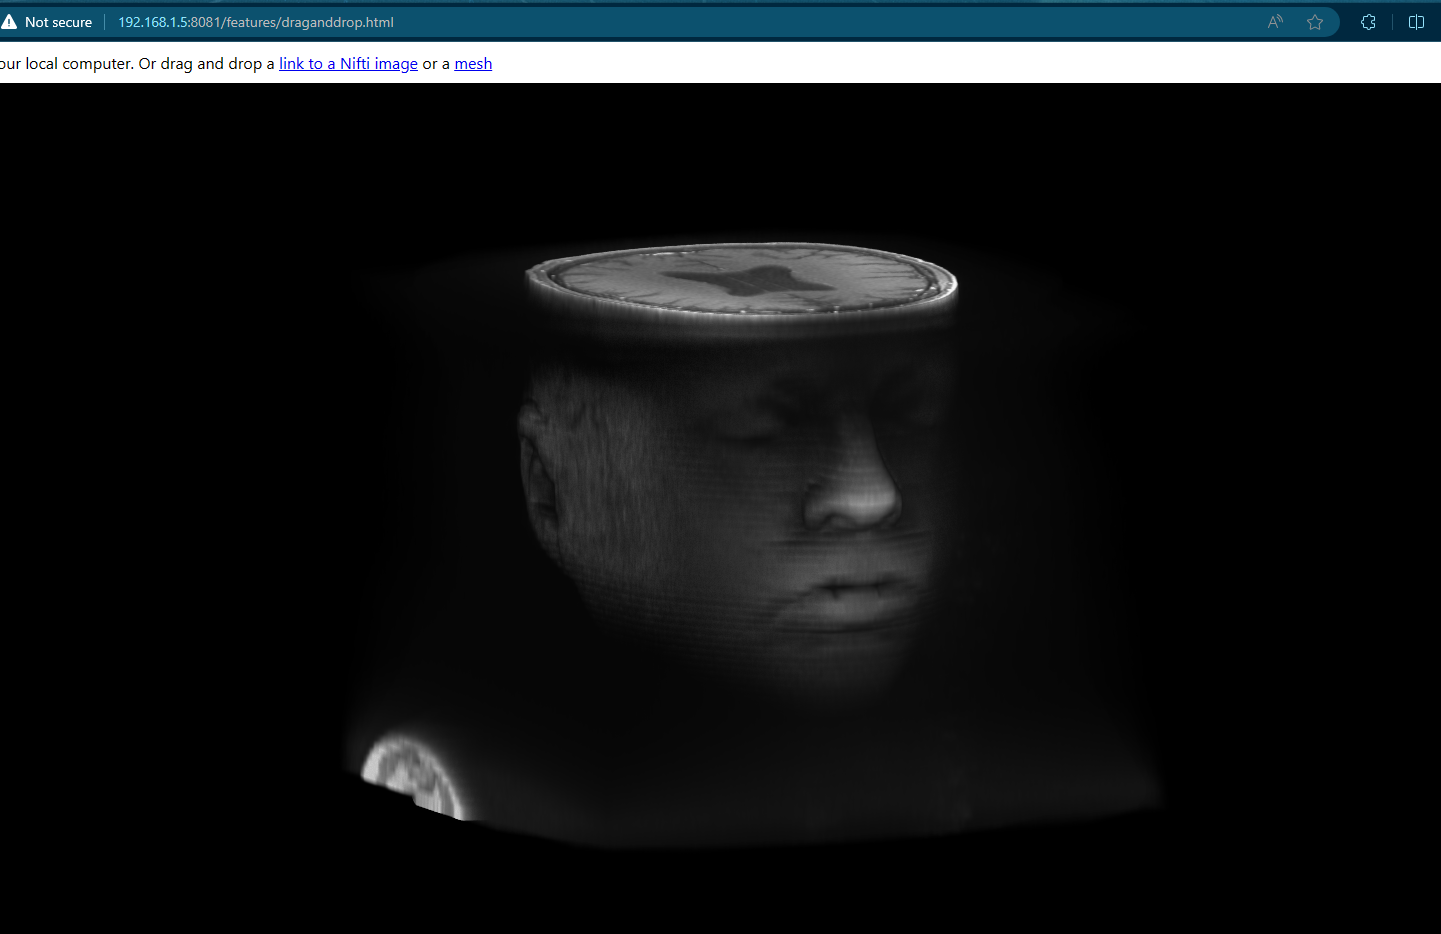 Not secure 192.168.1.5:8081/features/draganddrop.html
our local computer. Or drag and drop a link to a Nifti image or a mesh